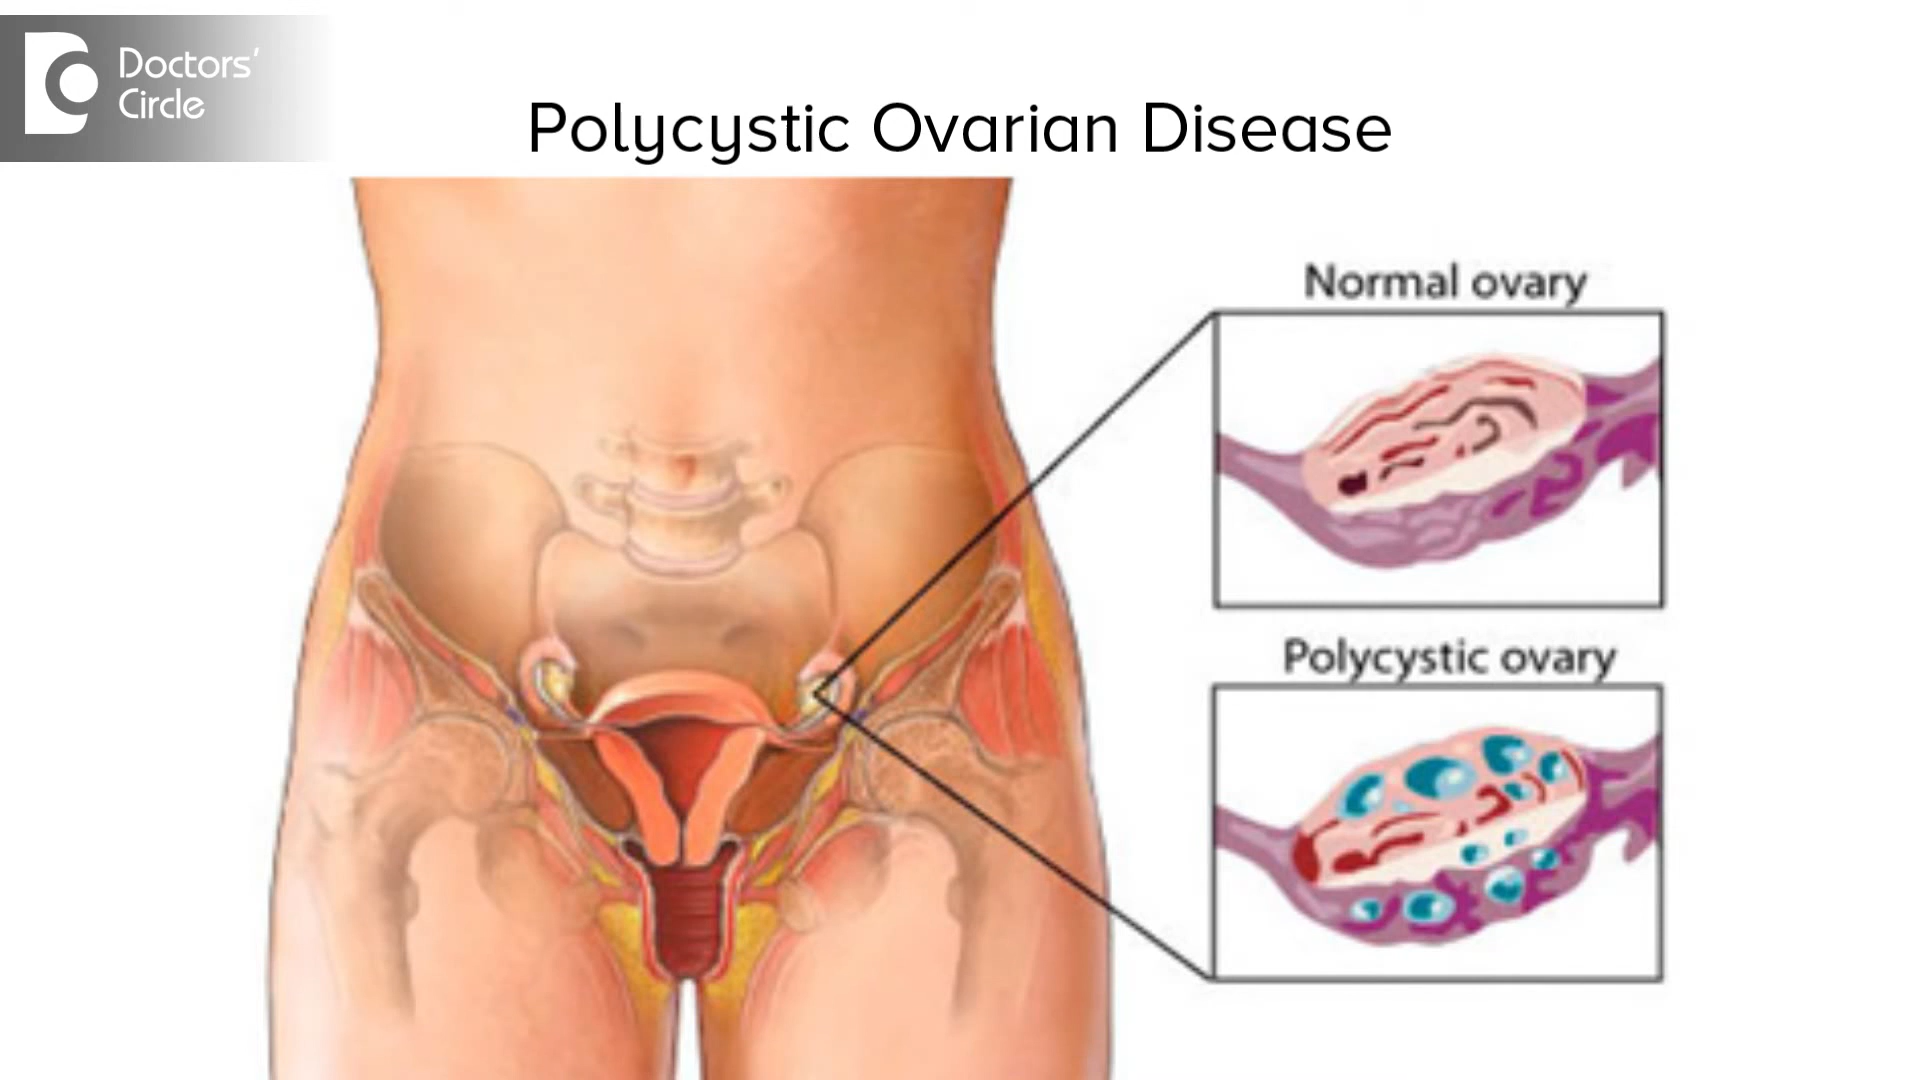 Doctors'
Circle
Polycystic Ovarian Disease
Normal ovary
Polycystic ovary